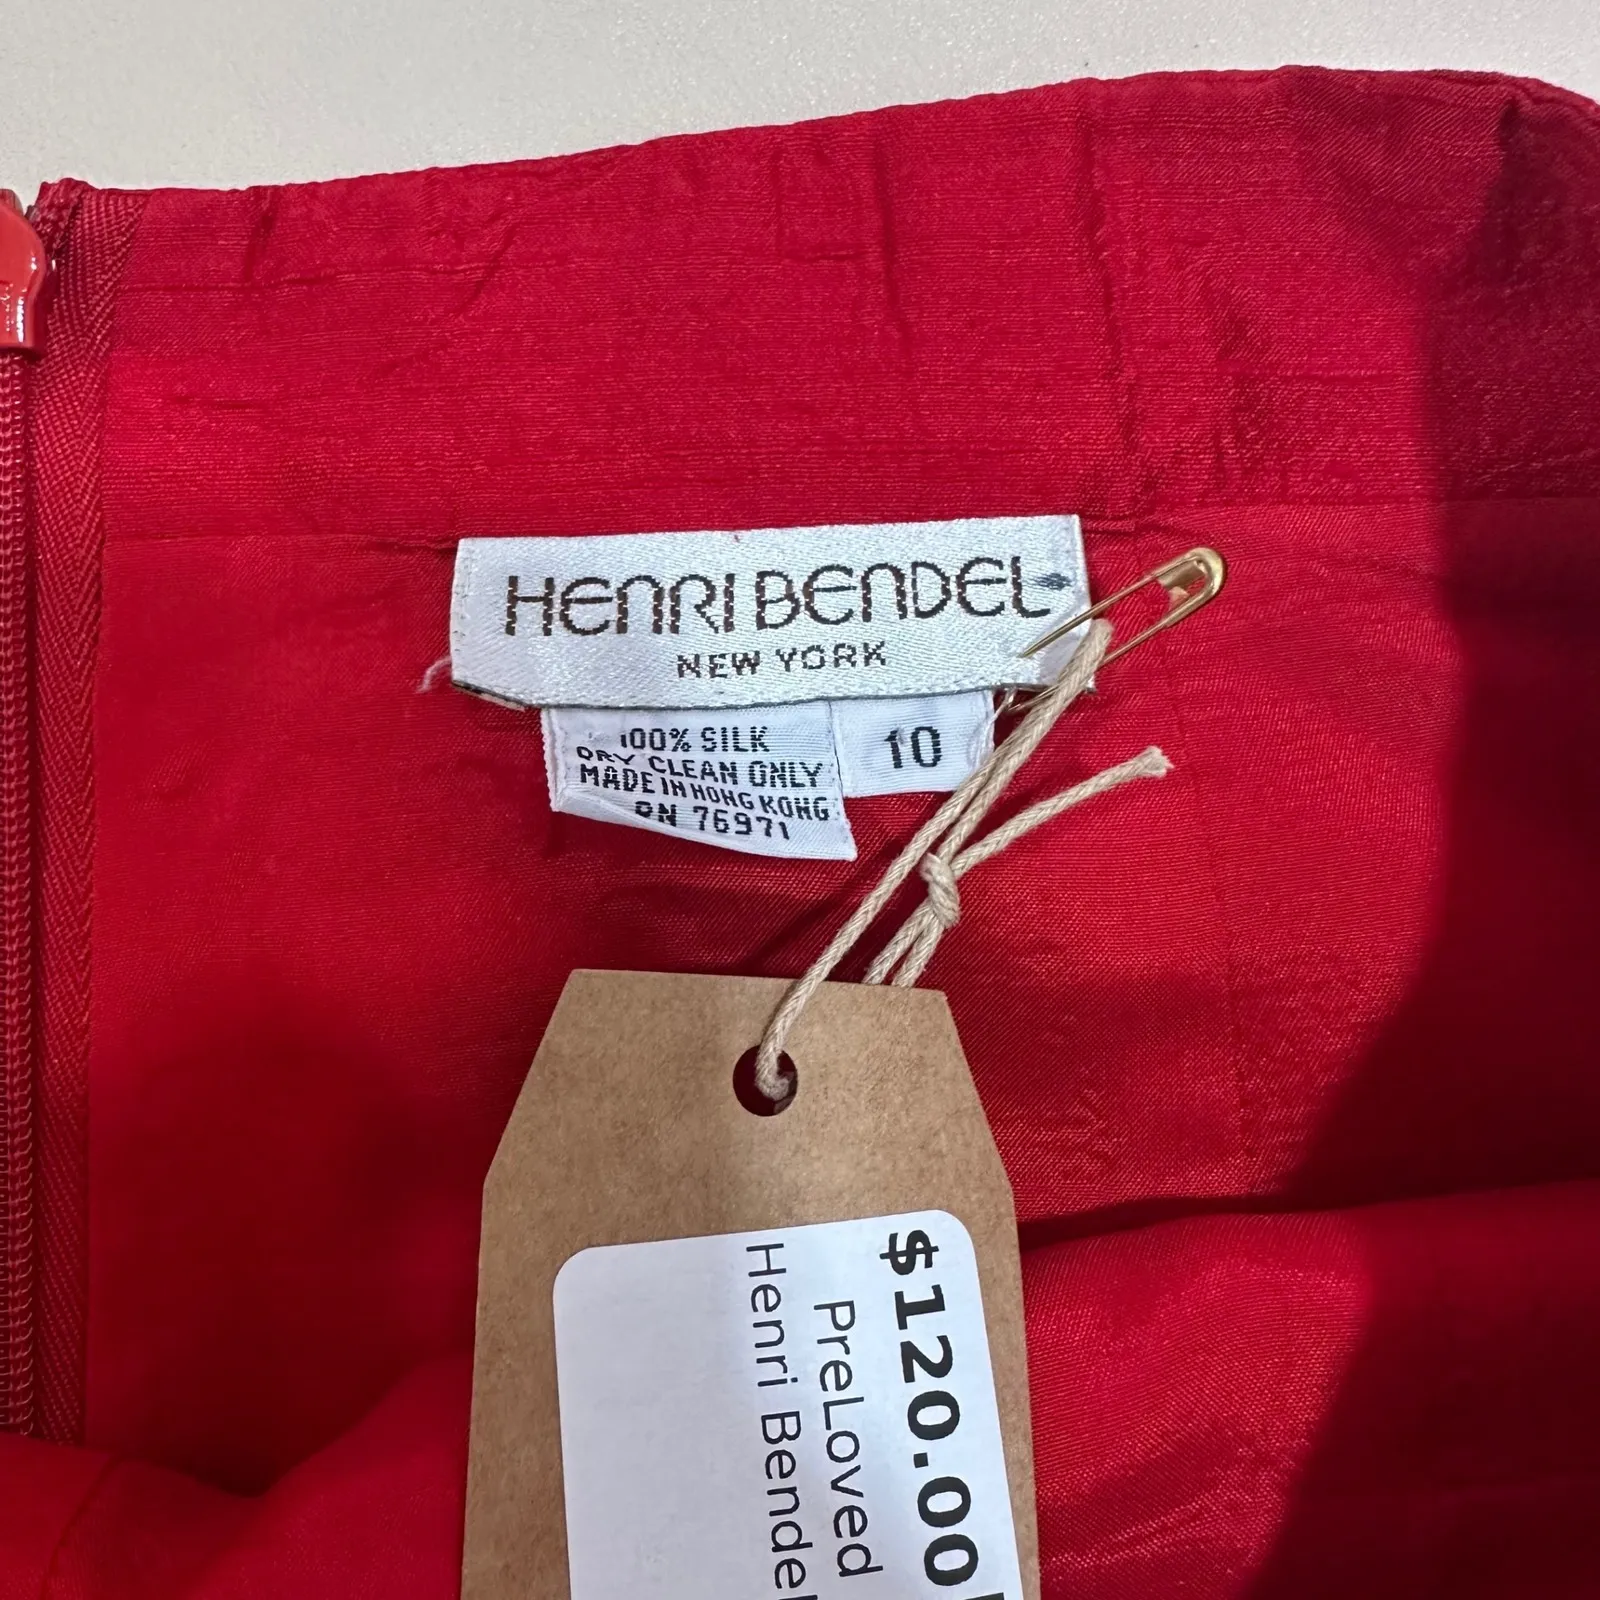 HENRI BENDEL
NEW YORK
100% SILK
DRY CLEAN ONLY
MADE IN HONG KONG
RN 76971
10
$120.00
PreLoved
Henri Bendel